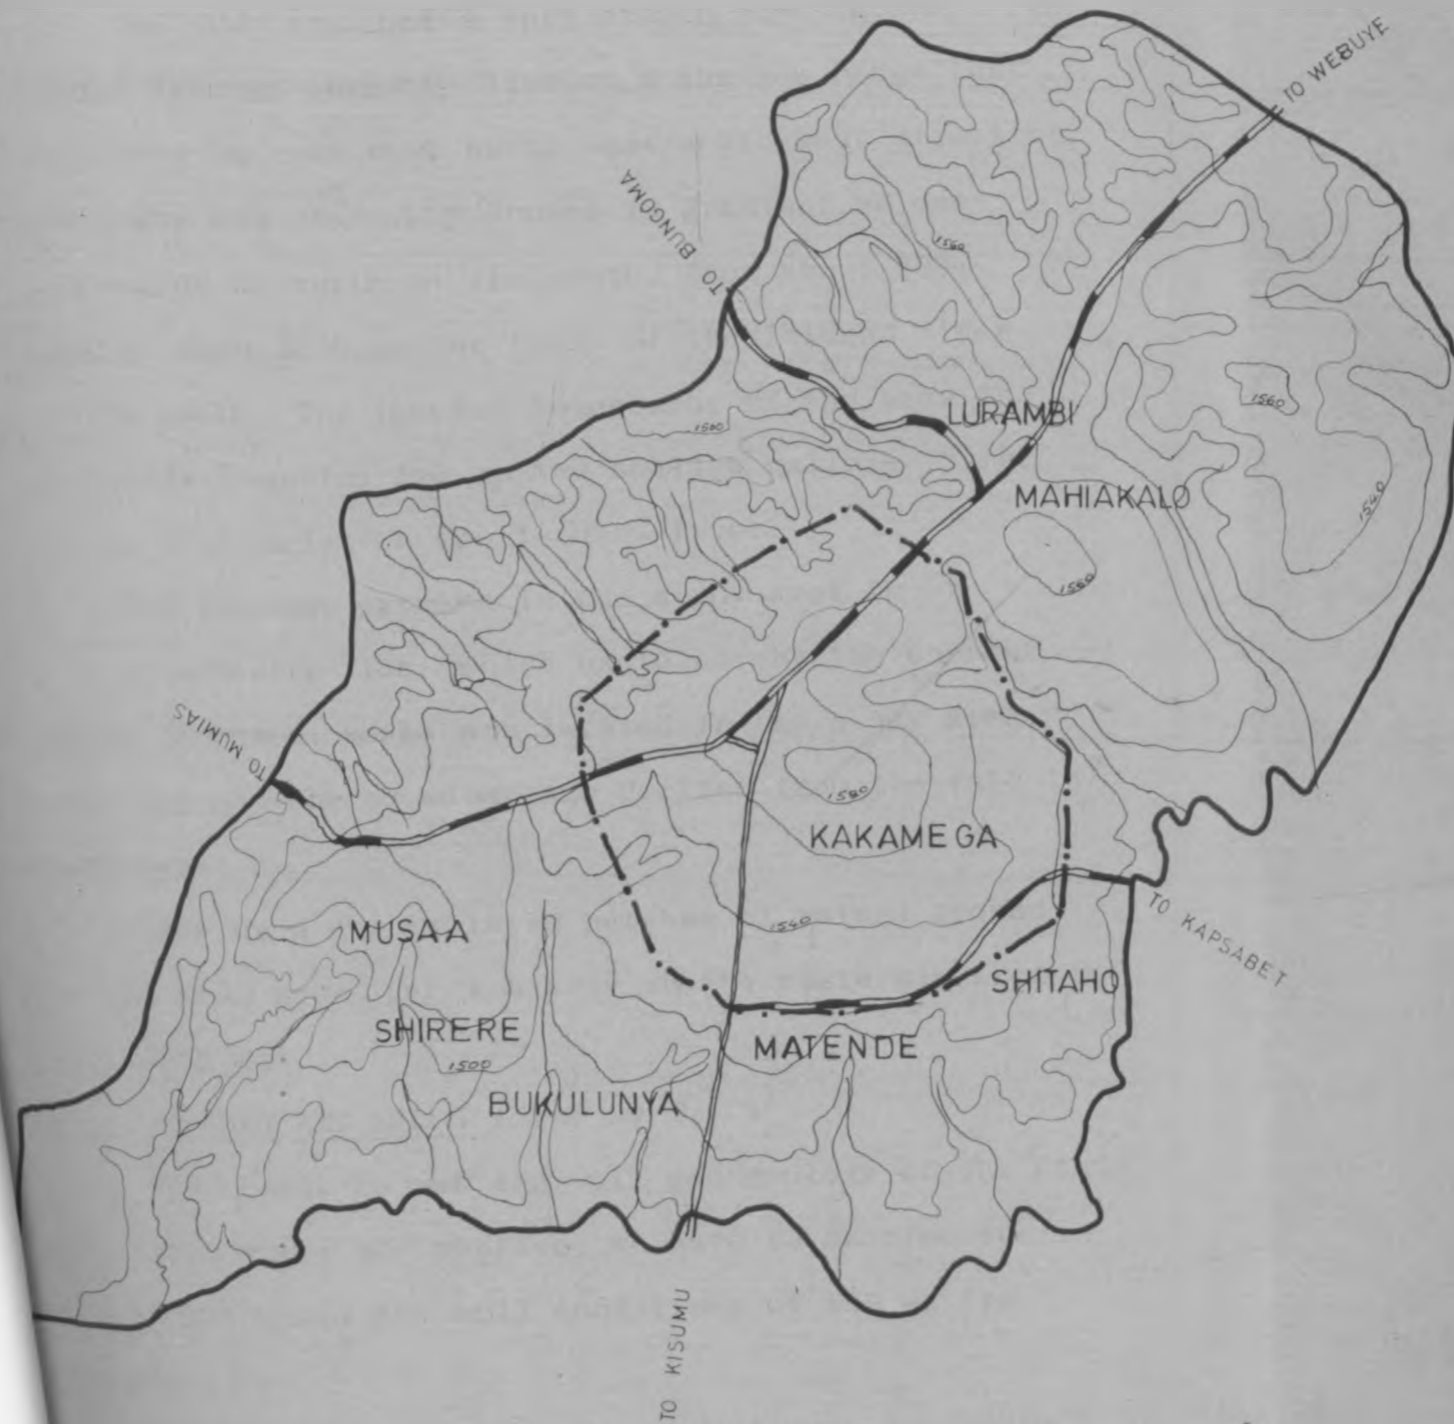 TO WEBUYE
TO BUNGOMA
1560
1560
1500
LURAMBI
MAHIAKALO
1540
1560
TO MUMIAS
1580
KAKAMEGA
MUSAA
1540
TO KAPSABET
SHITAHO
SHIRERE
MATENDE
1500
BUKULUNYA
TO KISUMU